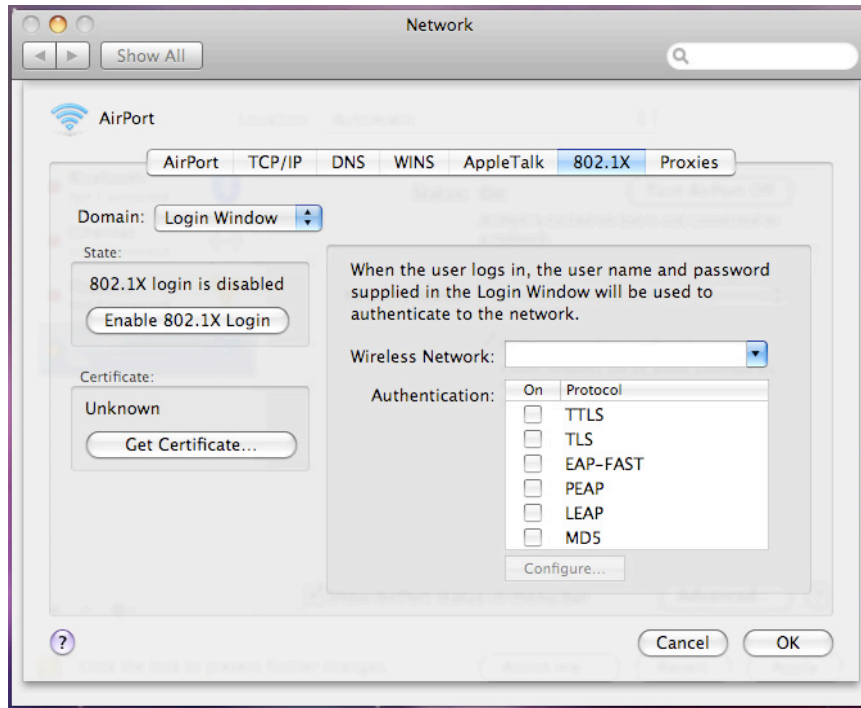 Network
Show All
AirPort
AirPort TCP/IP DNS WINS AppleTalk 802.1X Proxies
Domain: Login Window
State:
802.1X login is disabled
Enable 802.1X Login
Certificate:
Unknown
Get Certificate...
When the user logs in, the user name and password
supplied in the Login Window will be used to
authenticate to the network.
Wireless Network:
Authentication:
On Protocol
TTLS
TLS
EAP-FAST
PEAP
LEAP
MD5
Configure...
?
Cancel OK